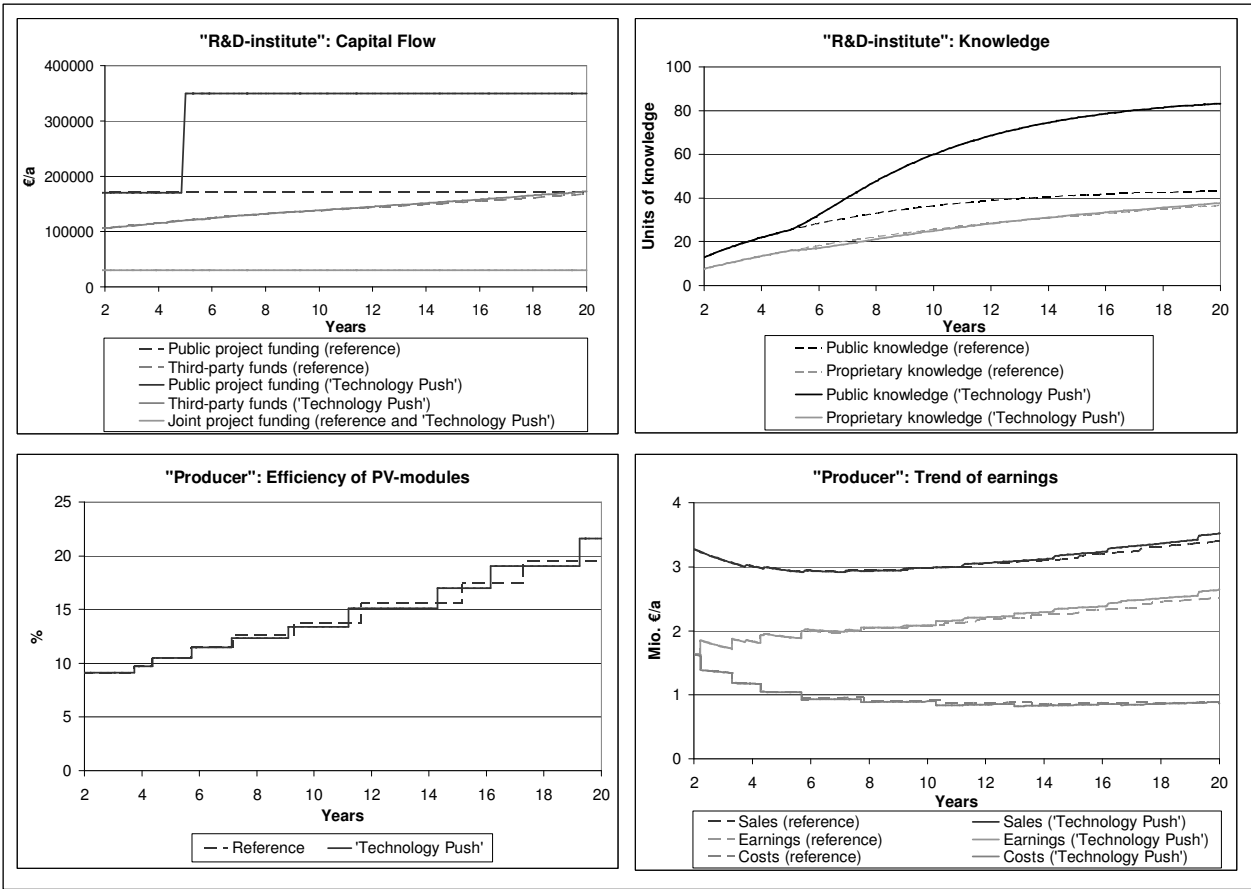 "R&D-institute": Capital Flow
400000
350000
300000
250000
200000
150000
100000
50000
0
€/a
2 4 6 8 10 12 14 16 18 20
Years
Public project funding (reference)
Third-party funds (reference)
Public project funding ('Technology Push')
Third-party funds ('Technology Push')
Joint project funding (reference and 'Technology Push')
"R&D-institute": Knowledge
100
80
60
40
20
0
Units of knowledge
2 4 6 8 10 12 14 16 18 20
Years
Public knowledge (reference)
Proprietary knowledge (reference)
Public knowledge ('Technology Push')
Proprietary knowledge ('Technology Push')
"Producer": Efficiency of PV-modules
25
20
15
10
5
0
%
2 4 6 8 10 12 14 16 18 20
Years
Reference 'Technology Push'
"Producer": Trend of earnings
4
3
2
1
0
Mio. €/a
2 4 6 8 10 12 14 16 18 20
Years
Sales (reference) Sales ('Technology Push')
Earnings (reference) Earnings ('Technology Push')
Costs (reference) Costs ('Technology Push')